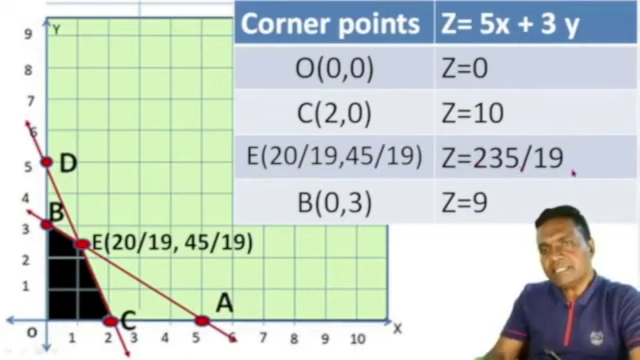 Corner points Z= 5x + 3 y
O(0,0) Z=0
C(2,0) Z=10
E(20/19,45/19) Z=235/19
B(0,3) Z=9
Y
9
8
7
6
5
4
3
2
1
D
B
E(20/19, 45/19)
A
C
O 1 2 3 4 5 6 7 8 9 10 X